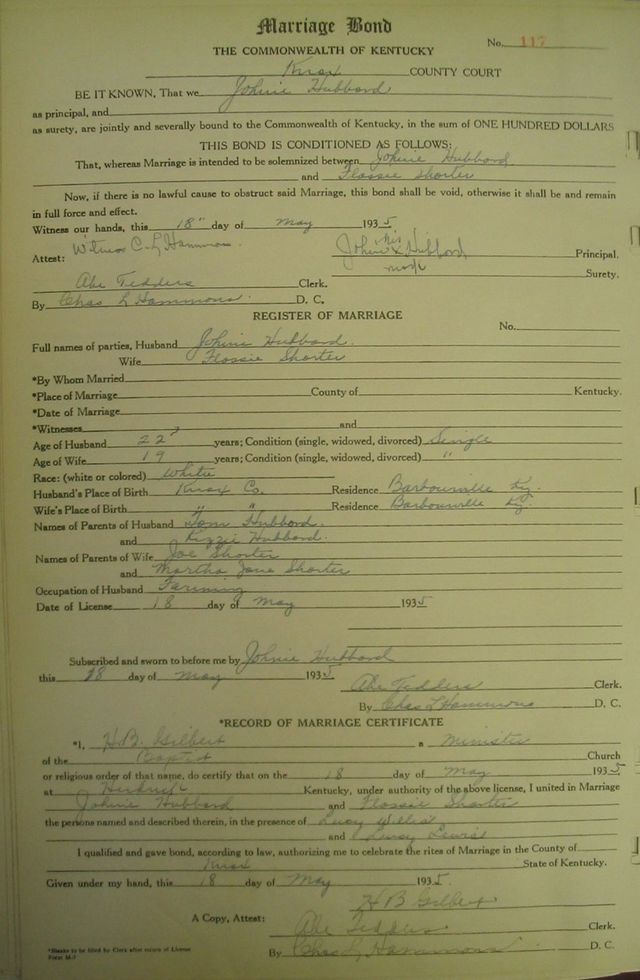 Marriage Bond
THE COMMONWEALTH OF KENTUCKY
No. 117
Knox COUNTY COURT
BE IT KNOWN, That we Johnie Hubbard
as principal, and
as surety, are jointly and severally bound to the Commonwealth of Kentucky, in the sum of ONE HUNDRED DOLLARS
THIS BOND IS CONDITIONED AS FOLLOWS:
That, whereas Marriage is intended to be solemnized between Johnie Hubbard
and Flossie Shorter
Now, if there is no lawful cause to obstruct said Marriage, this bond shall be void, otherwise it shall be and remain
in full force and effect.
Witness our hands, this 18" day of May 1935
Witness C. L. Hammons.
his
Attest: Johnie x Hubbard Principal.
mark
Surety.
Abe Tedders Clerk.
By Chas L Hammons. D. C.
REGISTER OF MARRIAGE
No.
Full names of parties, Husband Johnie Hubbard.
Wife Flossie Shorter
*By Whom Married
*Place of Marriage County of Kentucky.
*Date of Marriage
*Witnesses and
Age of Husband 22 years; Condition (single, widowed, divorced) Single
Age of Wife 19 years; Condition (single, widowed, divorced) "
Race: (white or colored) White
Husband's Place of Birth Knox Co. Residence Barbourville Ky.
Wife's Place of Birth " " Residence Barbourville Ky.
Names of Parents of Husband Tom Hubbard.
and Kizzie Hubbard.
Names of Parents of Wife Joe Shorter
and Martha Jane Shorter
Occupation of Husband Farming
Date of License 18 day of May 1935
Subscribed and sworn to before me by Johnie Hubbard
this 18 day of May 1935.
Abe Tedders Clerk.
By Chas L Hammons D. C.
*RECORD OF MARRIAGE CERTIFICATE
*I, H.B. Gilbert a Minister
of the Baptist Church
or religious order of that name, do certify that on the 18 day of May 1935
at Kentucky, under authority of the above license, I united in Marriage
Johnie Hubbard and Flossie Shorter
the persons named and described therein, in the presence of Lucy
and Lewis
I qualified and gave bond, according to law, authorizing me to celebrate the rites of Marriage in the County of
Knox State of Kentucky.
Given under my hand, this 18 day of May 1935.
H B Gilbert
A Copy, Attest: Abe Tedders Clerk.
*Blanks to be filled by Clerk after return of License
Form M-7
By Chas L Hammons D. C.